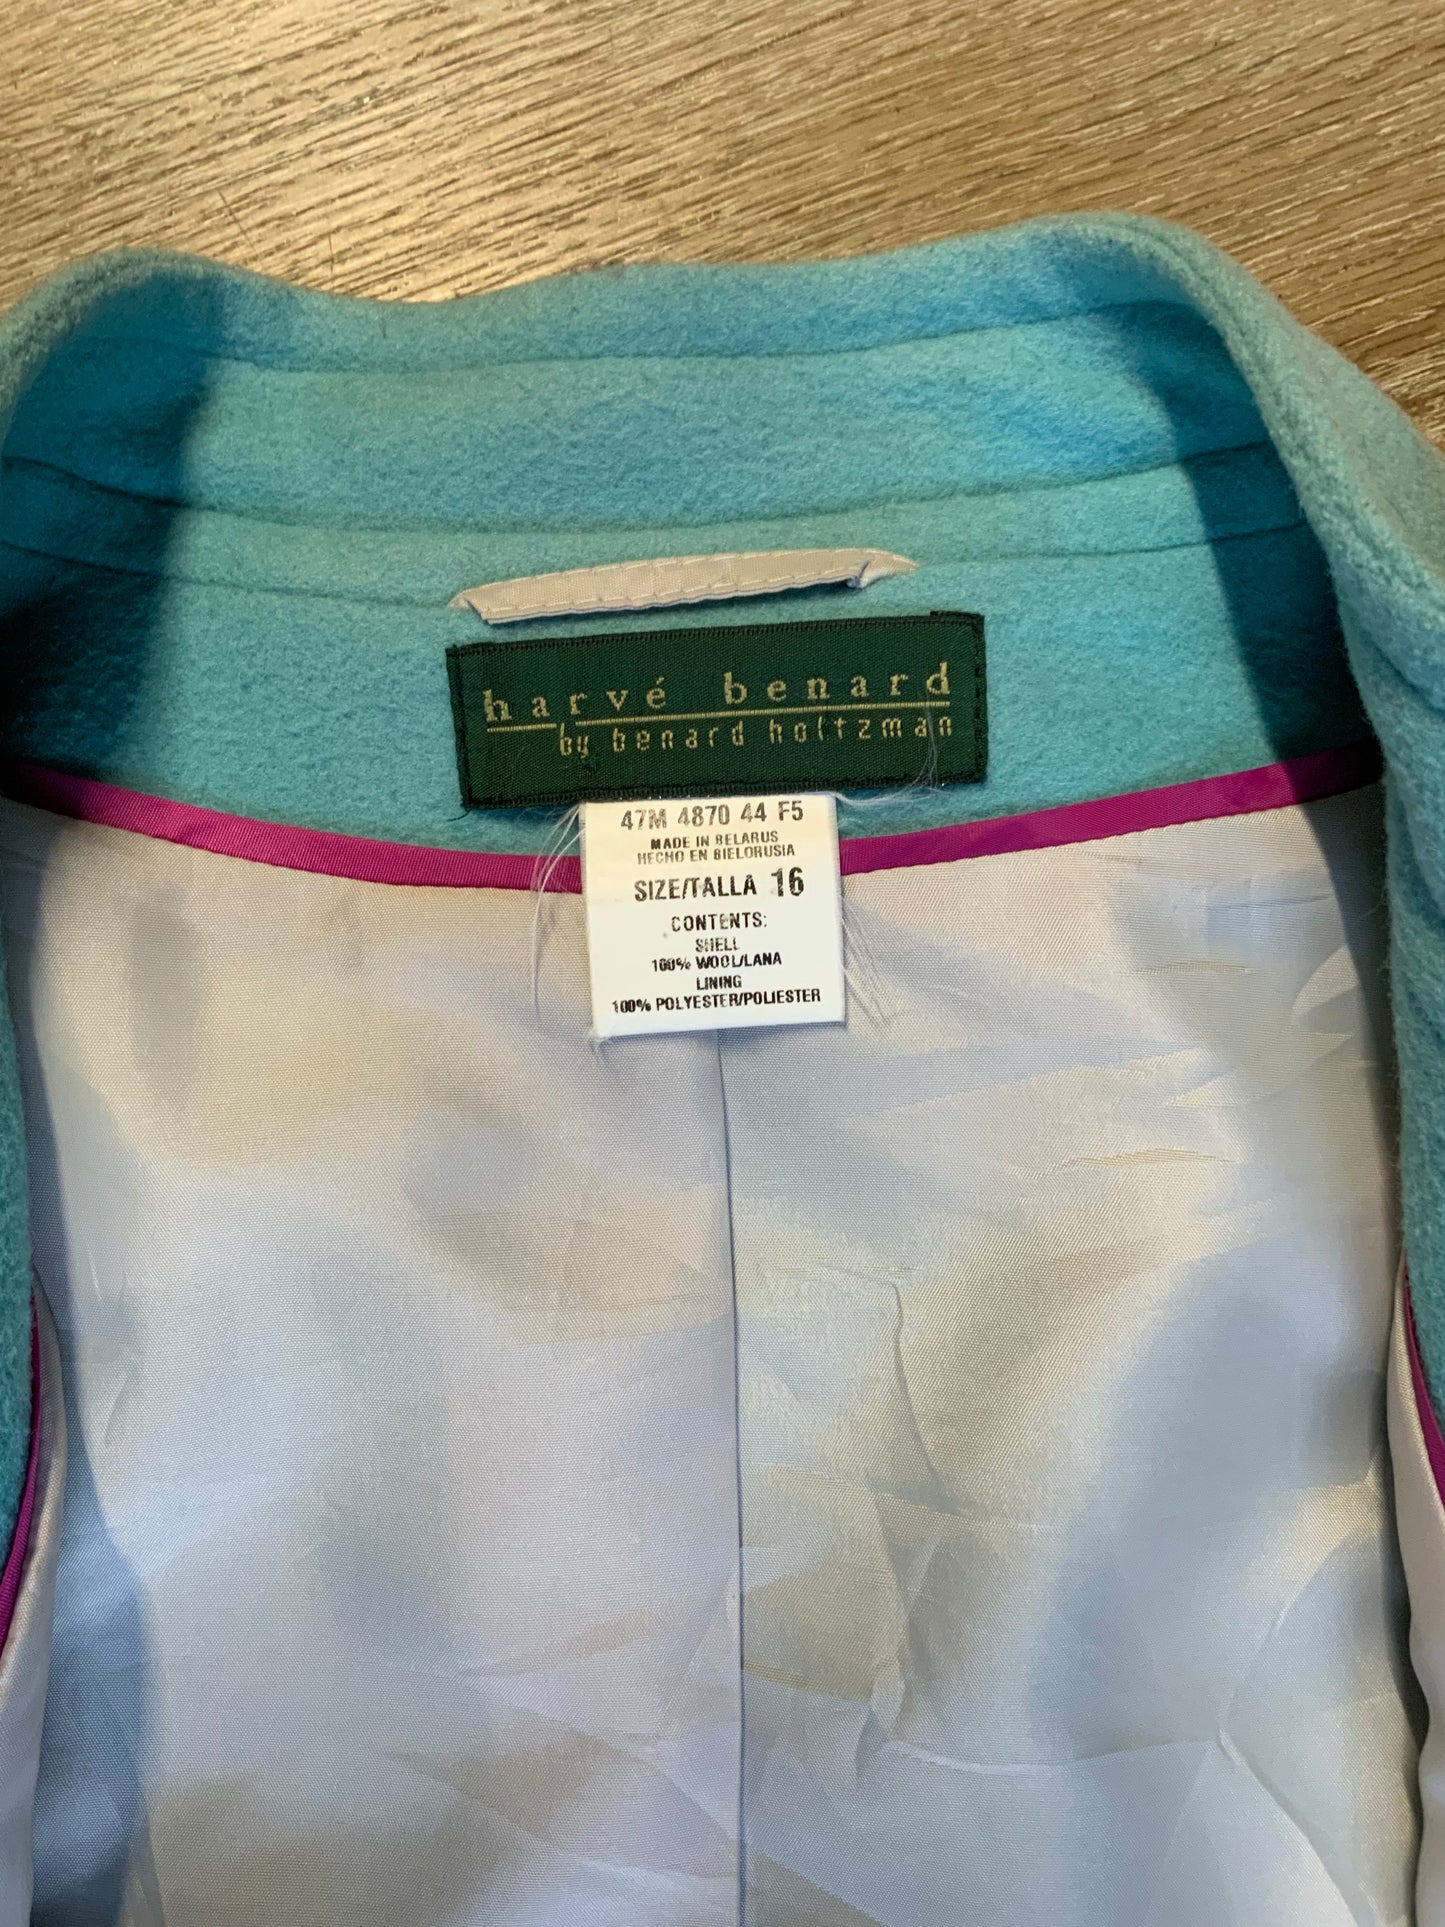 harvé benard
by benard holtzman
47M 4870 44 F5
MADE IN BELARUS
HECHO EN BIELORUSIA
SIZE/TALLA 16
CONTENTS:
SHELL
100% WOOL/LANA
LINING
100% POLYESTER/POLIESTER